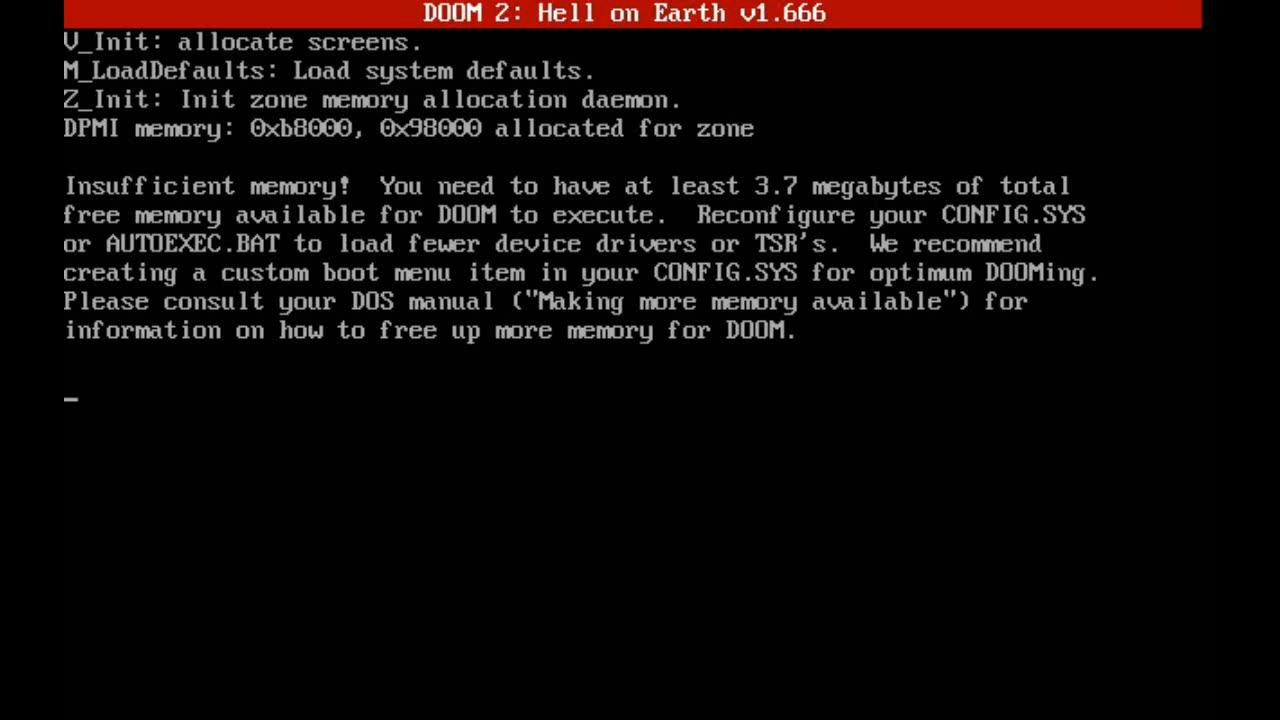 DOOM 2: Hell on Earth v1.666
V_Init: allocate screens.
M_LoadDefaults: Load system defaults.
Z_Init: Init zone memory allocation daemon.
DPMI memory: 0xb8000, 0x98000 allocated for zone
Insufficient memory!  You need to have at least 3.7 megabytes of total
free memory available for DOOM to execute.  Reconfigure your CONFIG.SYS
or AUTOEXEC.BAT to load fewer device drivers or TSR's.  We recommend
creating a custom boot menu item in your CONFIG.SYS for optimum DOOMing.
Please consult your DOS manual ("Making more memory available") for
information on how to free up more memory for DOOM.